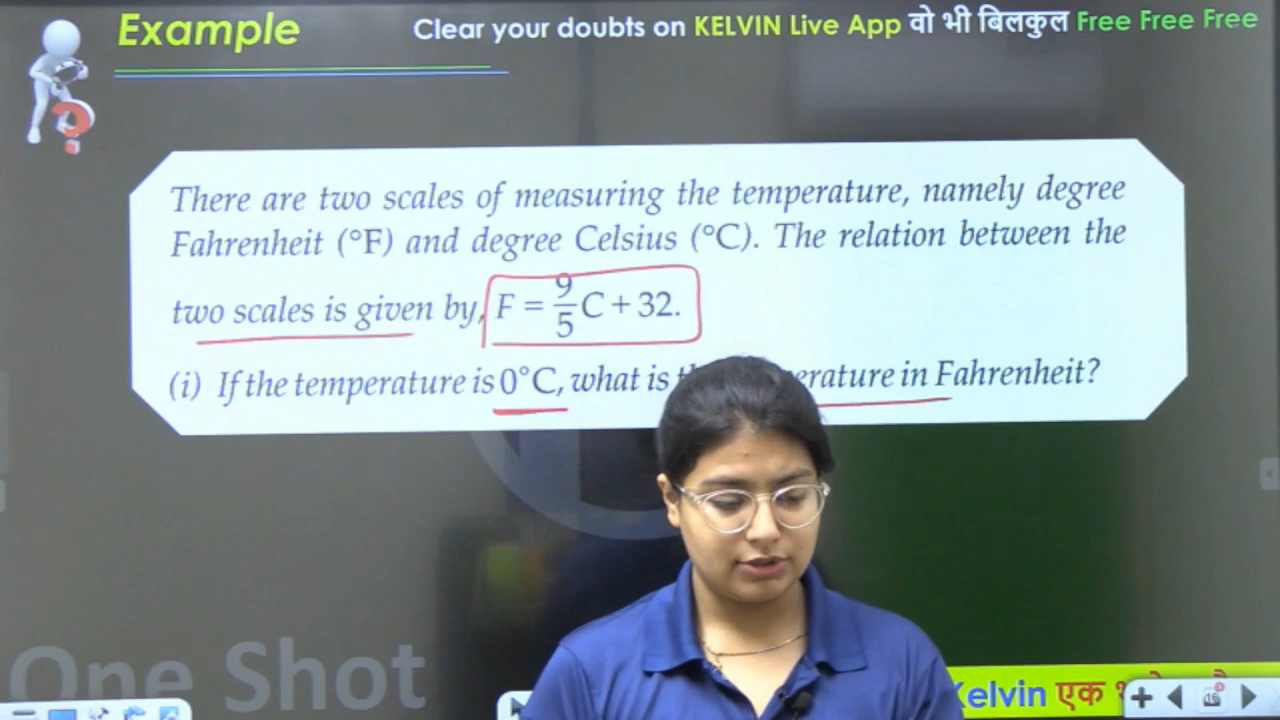 Example
Clear your doubts on KELVIN Live App वो भी बिलकुल Free Free Free
There are two scales of measuring the temperature, namely degree
Fahrenheit (°F) and degree Celsius (°C). The relation between the
two scales is given by, F = 9/5 C + 32.
(i) If the temperature is 0°C, what is erature in Fahrenheit?
One Shot
Kelvin एक